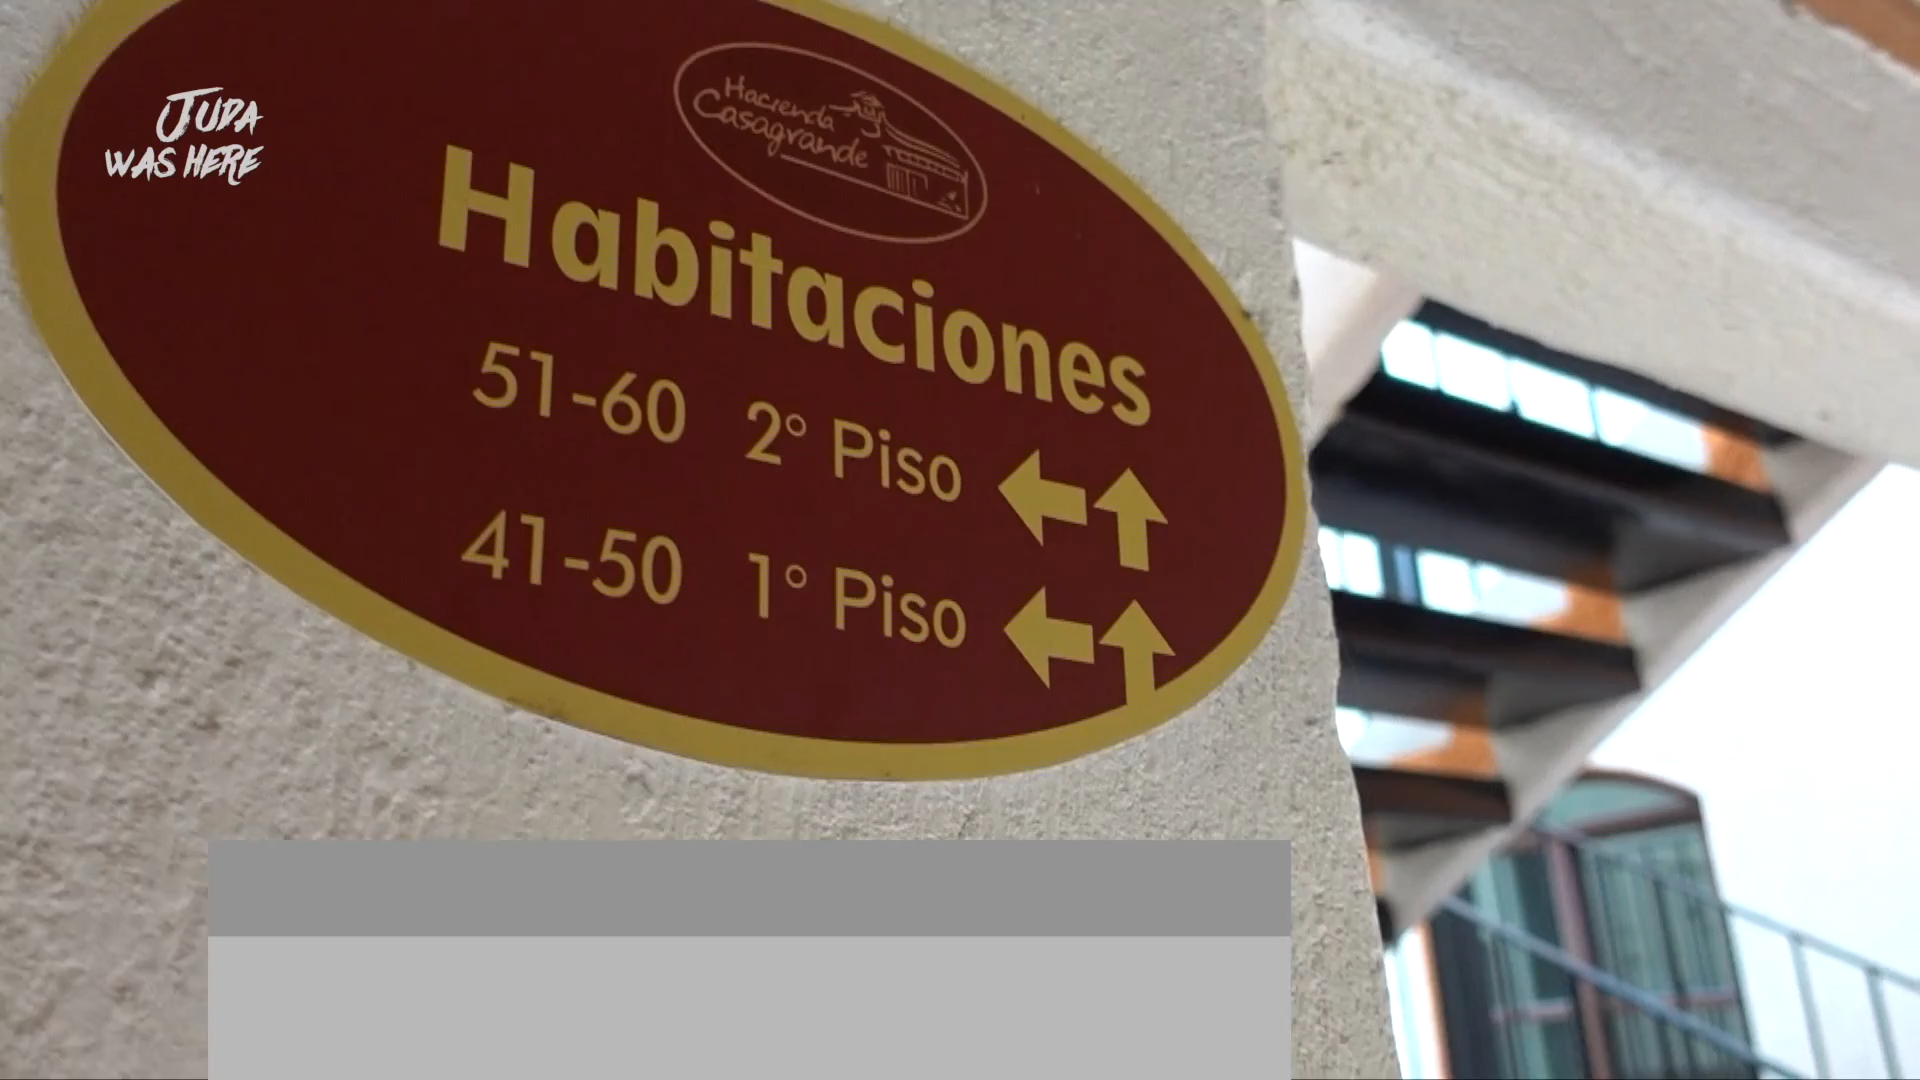 JUDA
WAS HERE
Hacienda
Casagrande
Habitaciones
51-60 2° Piso
41-50 1° Piso